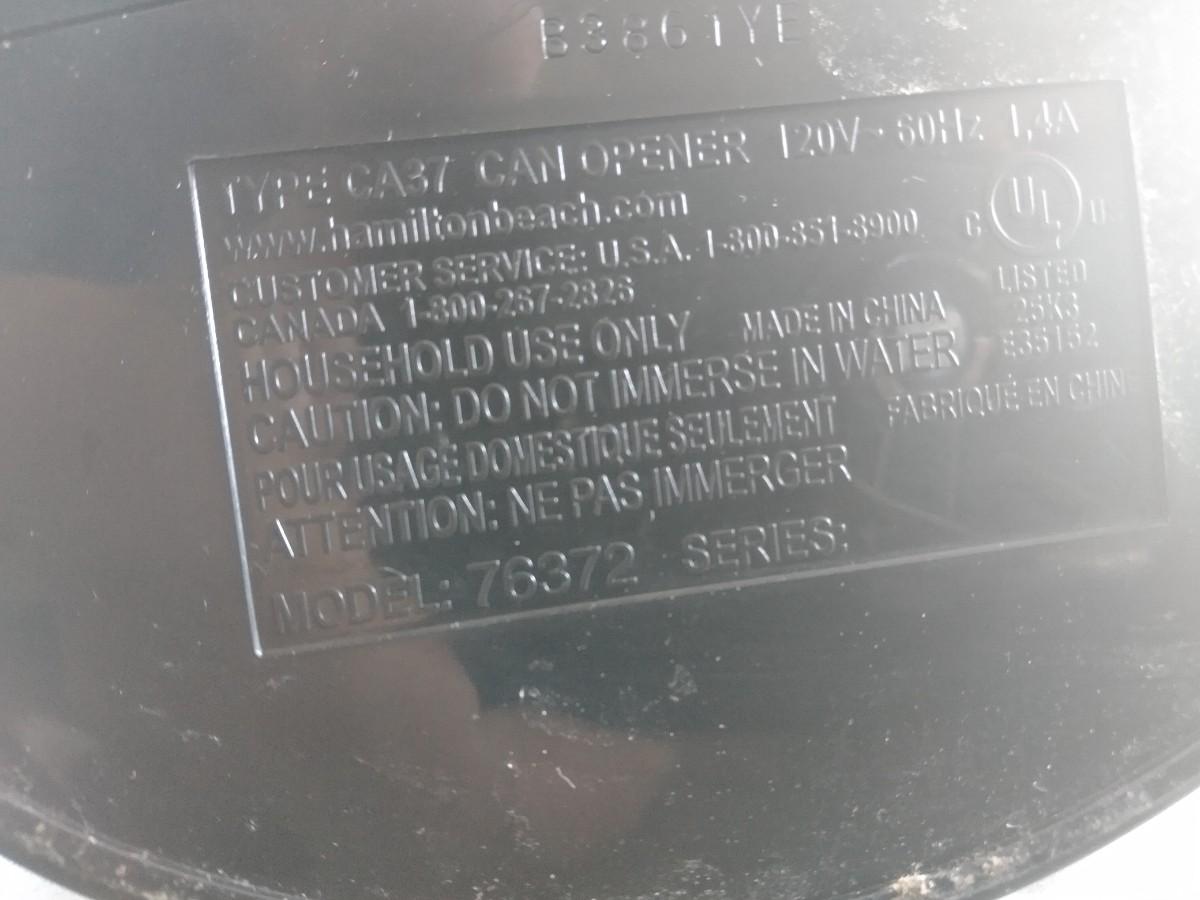 B3861YE
TYPE CA37 CAN OPENER 120V~ 60Hz 1.4A
www.hamiltonbeach.com
CUSTOMER SERVICE: U.S.A. 1-800-851-8900
C UL US
CANADA 1-800-267-2826
LISTED
HOUSEHOLD USE ONLY MADE IN CHINA
CAUTION: DO NOT IMMERSE IN WATER
POUR USAGE DOMESTIQUE SEULEMENT FABRIQUÉ EN CHINE
ATTENTION: NE PAS IMMERGER
MODEL: 76372 SERIES: